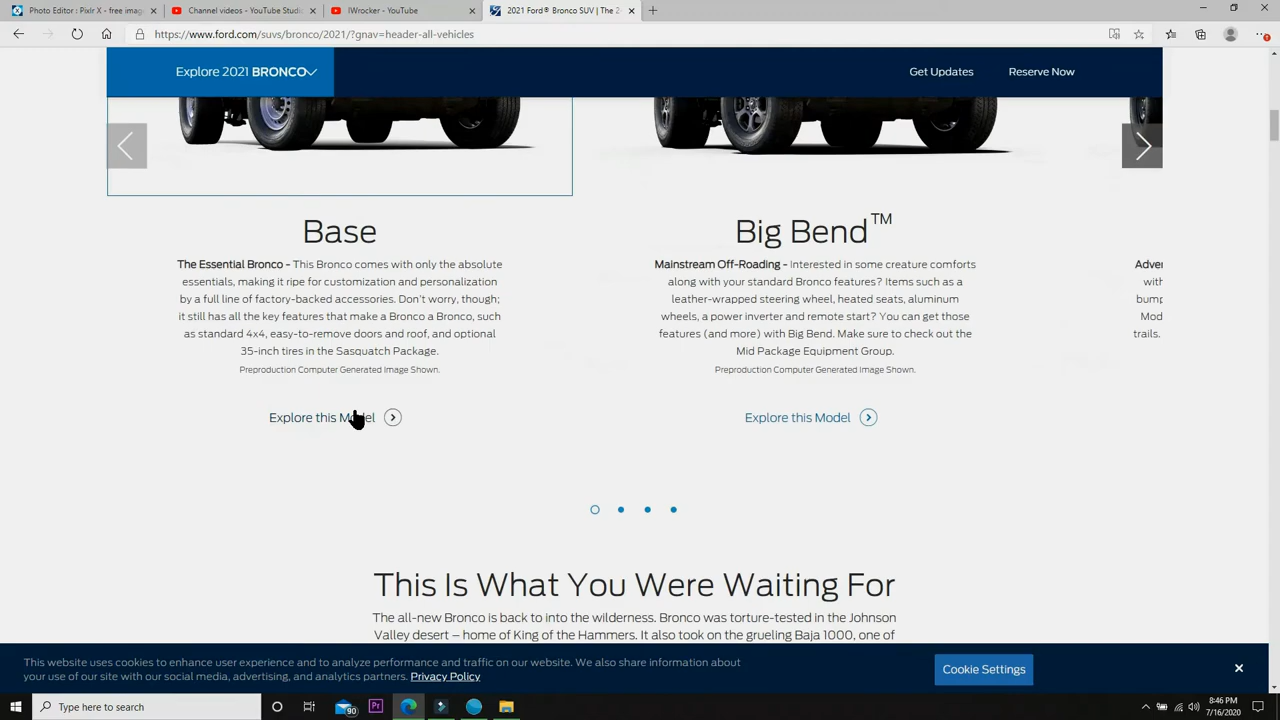 Photo Editor : Pixlr X - free imag
Channel videos - YouTube Studio
IWrocker - YouTube
2021 Ford® Bronco SUV | The 2
https://www.ford.com/suvs/bronco/2021/?gnav=header-all-vehicles
Explore 2021 BRONCO
Get Updates
Reserve Now
Base
Big Bend™
The Essential Bronco - This Bronco comes with only the absolute
essentials, making it ripe for customization and personalization
by a full line of factory-backed accessories. Don't worry, though;
it still has all the key features that make a Bronco a Bronco, such
as standard 4x4, easy-to-remove doors and roof, and optional
35-inch tires in the Sasquatch Package.
Preproduction Computer Generated Image Shown.
Mainstream Off-Roading - Interested in some creature comforts
along with your standard Bronco features? Items such as a
leather-wrapped steering wheel, heated seats, aluminum
wheels, a power inverter and remote start? You can get those
features (and more) with Big Bend. Make sure to check out the
Mid Package Equipment Group.
Preproduction Computer Generated Image Shown.
Adver
with
bump
Mod
trails.
Explore this Model
Explore this Model
This Is What You Were Waiting For
The all-new Bronco is back to into the wilderness. Bronco was torture-tested in the Johnson
Valley desert – home of King of the Hammers. It also took on the grueling Baja 1000, one of
This website uses cookies to enhance user experience and to analyze performance and traffic on our website. We also share information about
your use of our site with our social media, advertising, and analytics partners. Privacy Policy
Cookie Settings
Type here to search
90
Pr
8:46 PM
7/16/2020